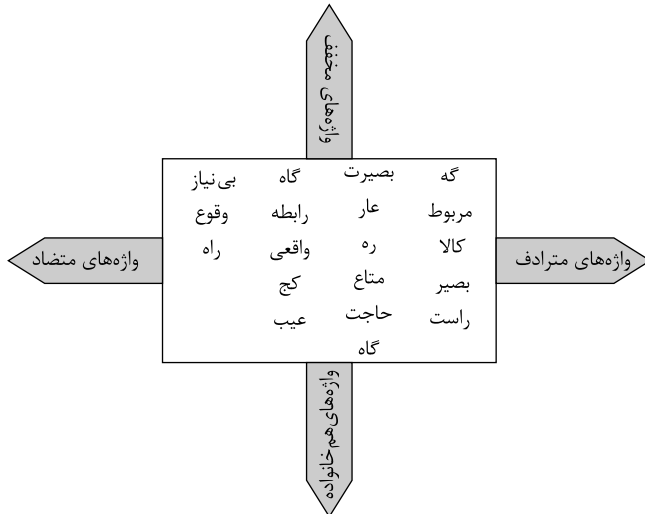 واژه‌های مخفف
گه بصیرت گاه بی‌نیاز
مربوط عار رابطه وقوع
کالا ره واقعی راه
بصیر متاع کج
راست حاجت عیب
گاه
واژه‌های مترادف
واژه‌های متضاد
واژه‌های هم‌خانواده